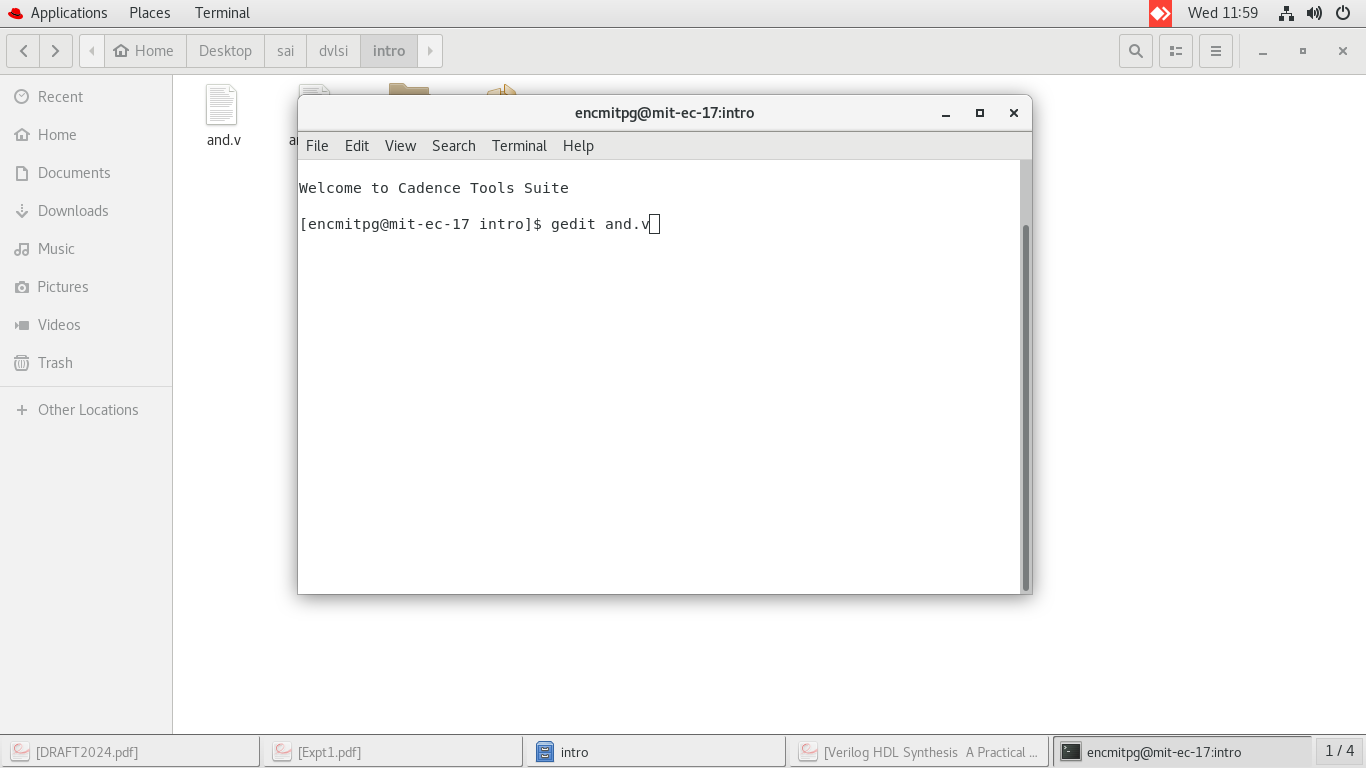 Applications Places Terminal Wed 11:59
Home Desktop sai dvlsi intro
Recent
Home
Documents
Downloads
Music
Pictures
Videos
Trash
Other Locations
and.v
encmitpg@mit-ec-17:intro
File Edit View Search Terminal Help
Welcome to Cadence Tools Suite
[encmitpg@mit-ec-17 intro]$ gedit and.v
[DRAFT2024.pdf] [Expt1.pdf] intro [Verilog HDL Synthesis A Practical ... encmitpg@mit-ec-17:intro 1 / 4